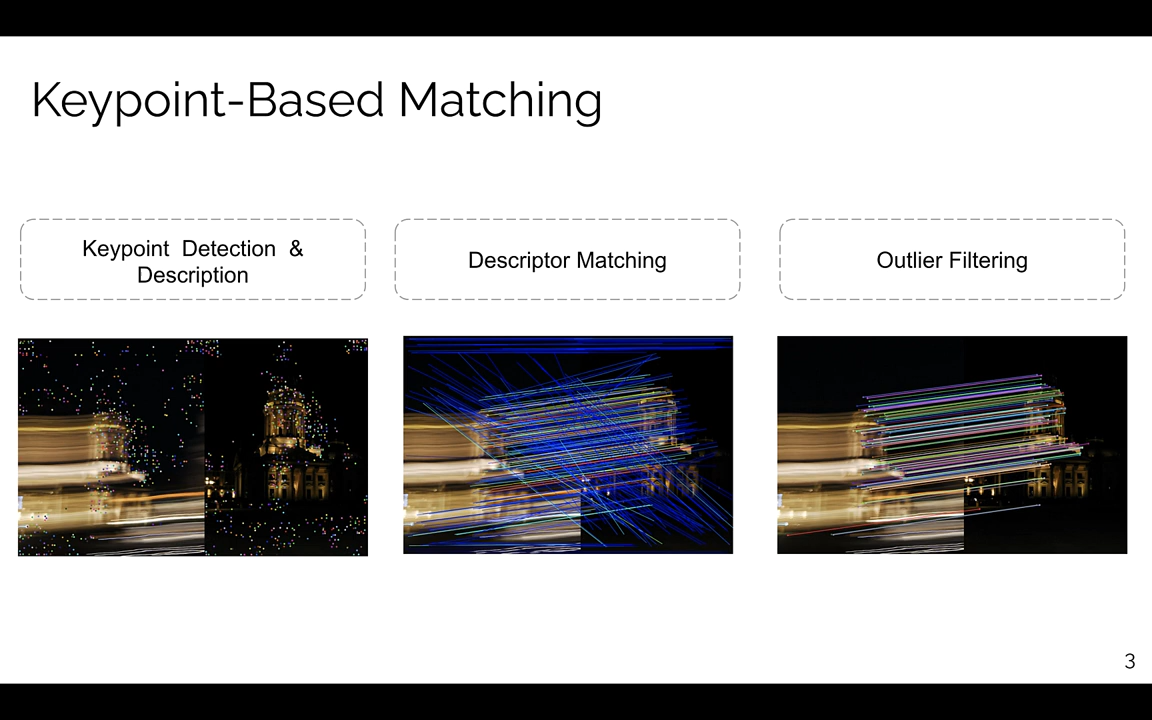 Keypoint-Based Matching
Keypoint Detection &
Description
Descriptor Matching
Outlier Filtering
3